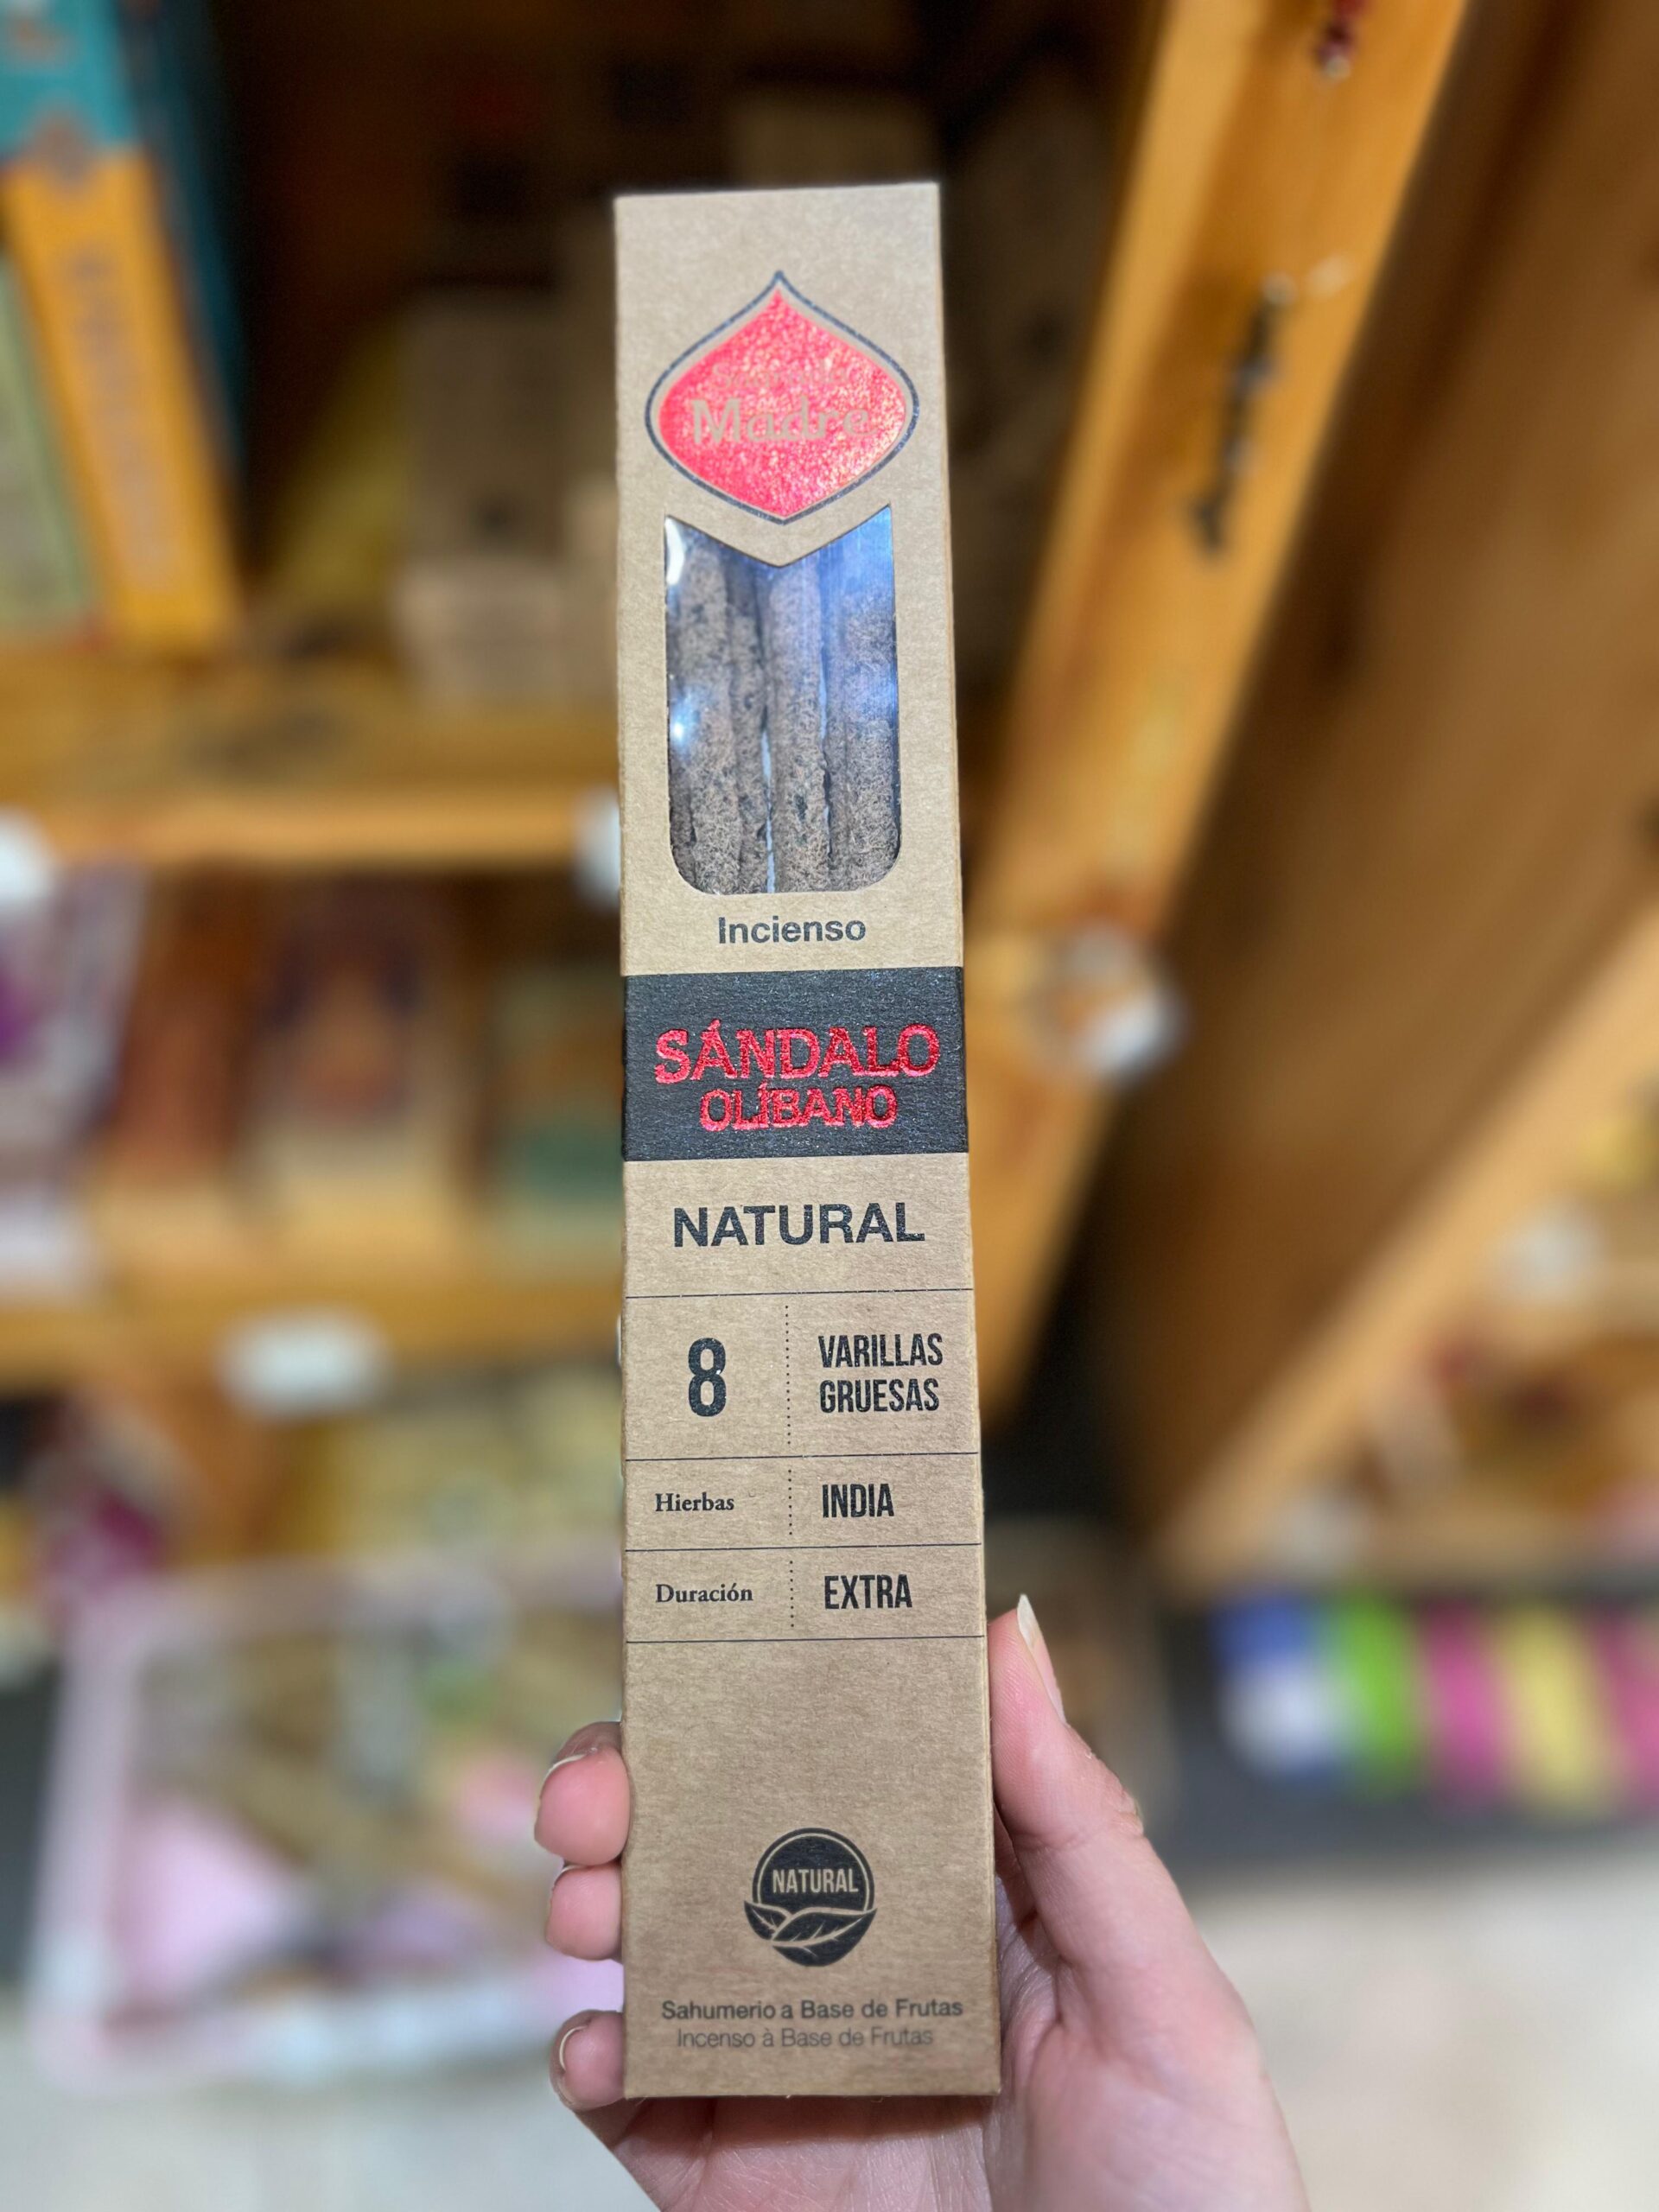 Madre
Incienso
SÁNDALO
OLÍBANO
NATURAL
8 VARILLAS
GRUESAS
Hierbas INDIA
Duración EXTRA
NATURAL
Sahumerio a Base de Frutas
Incenso à Base de Frutas